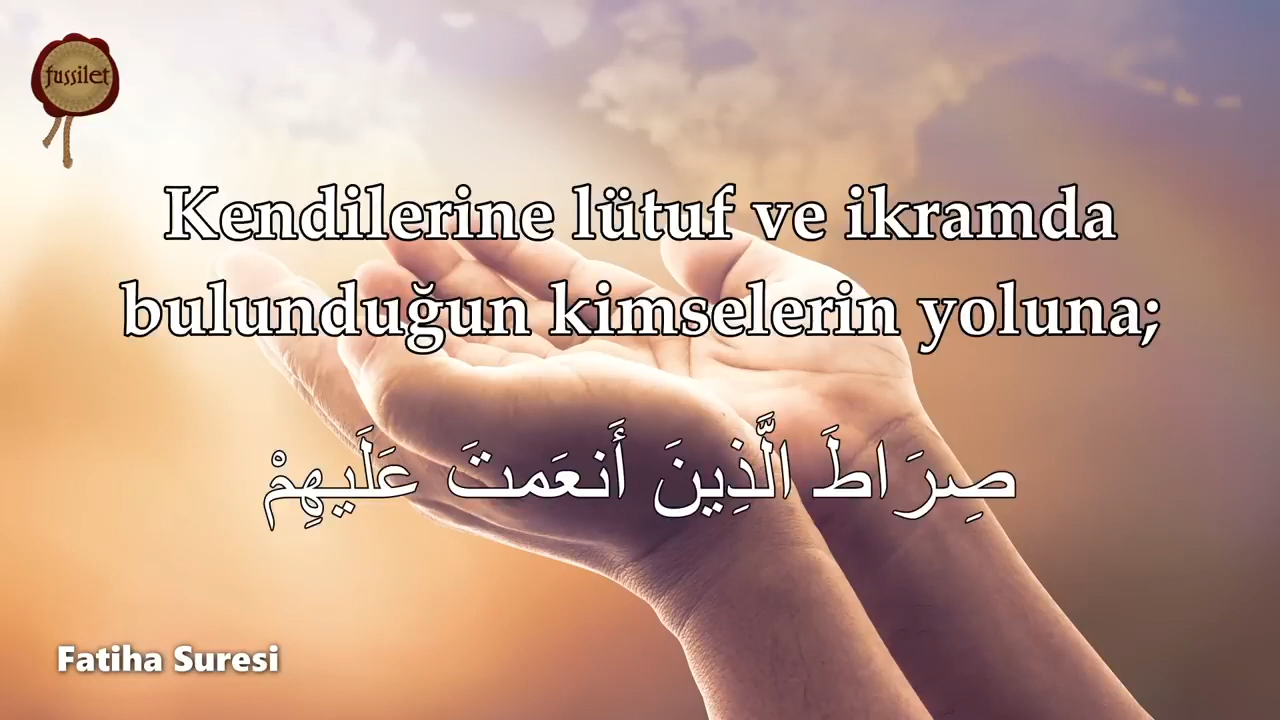 fussilet
Kendilerine lütuf ve ikramda
bulunduğun kimselerin yoluna;
صِرَاطَ الَّذِينَ أَنعَمتَ عَلَيهِمْ
Fatiha Suresi